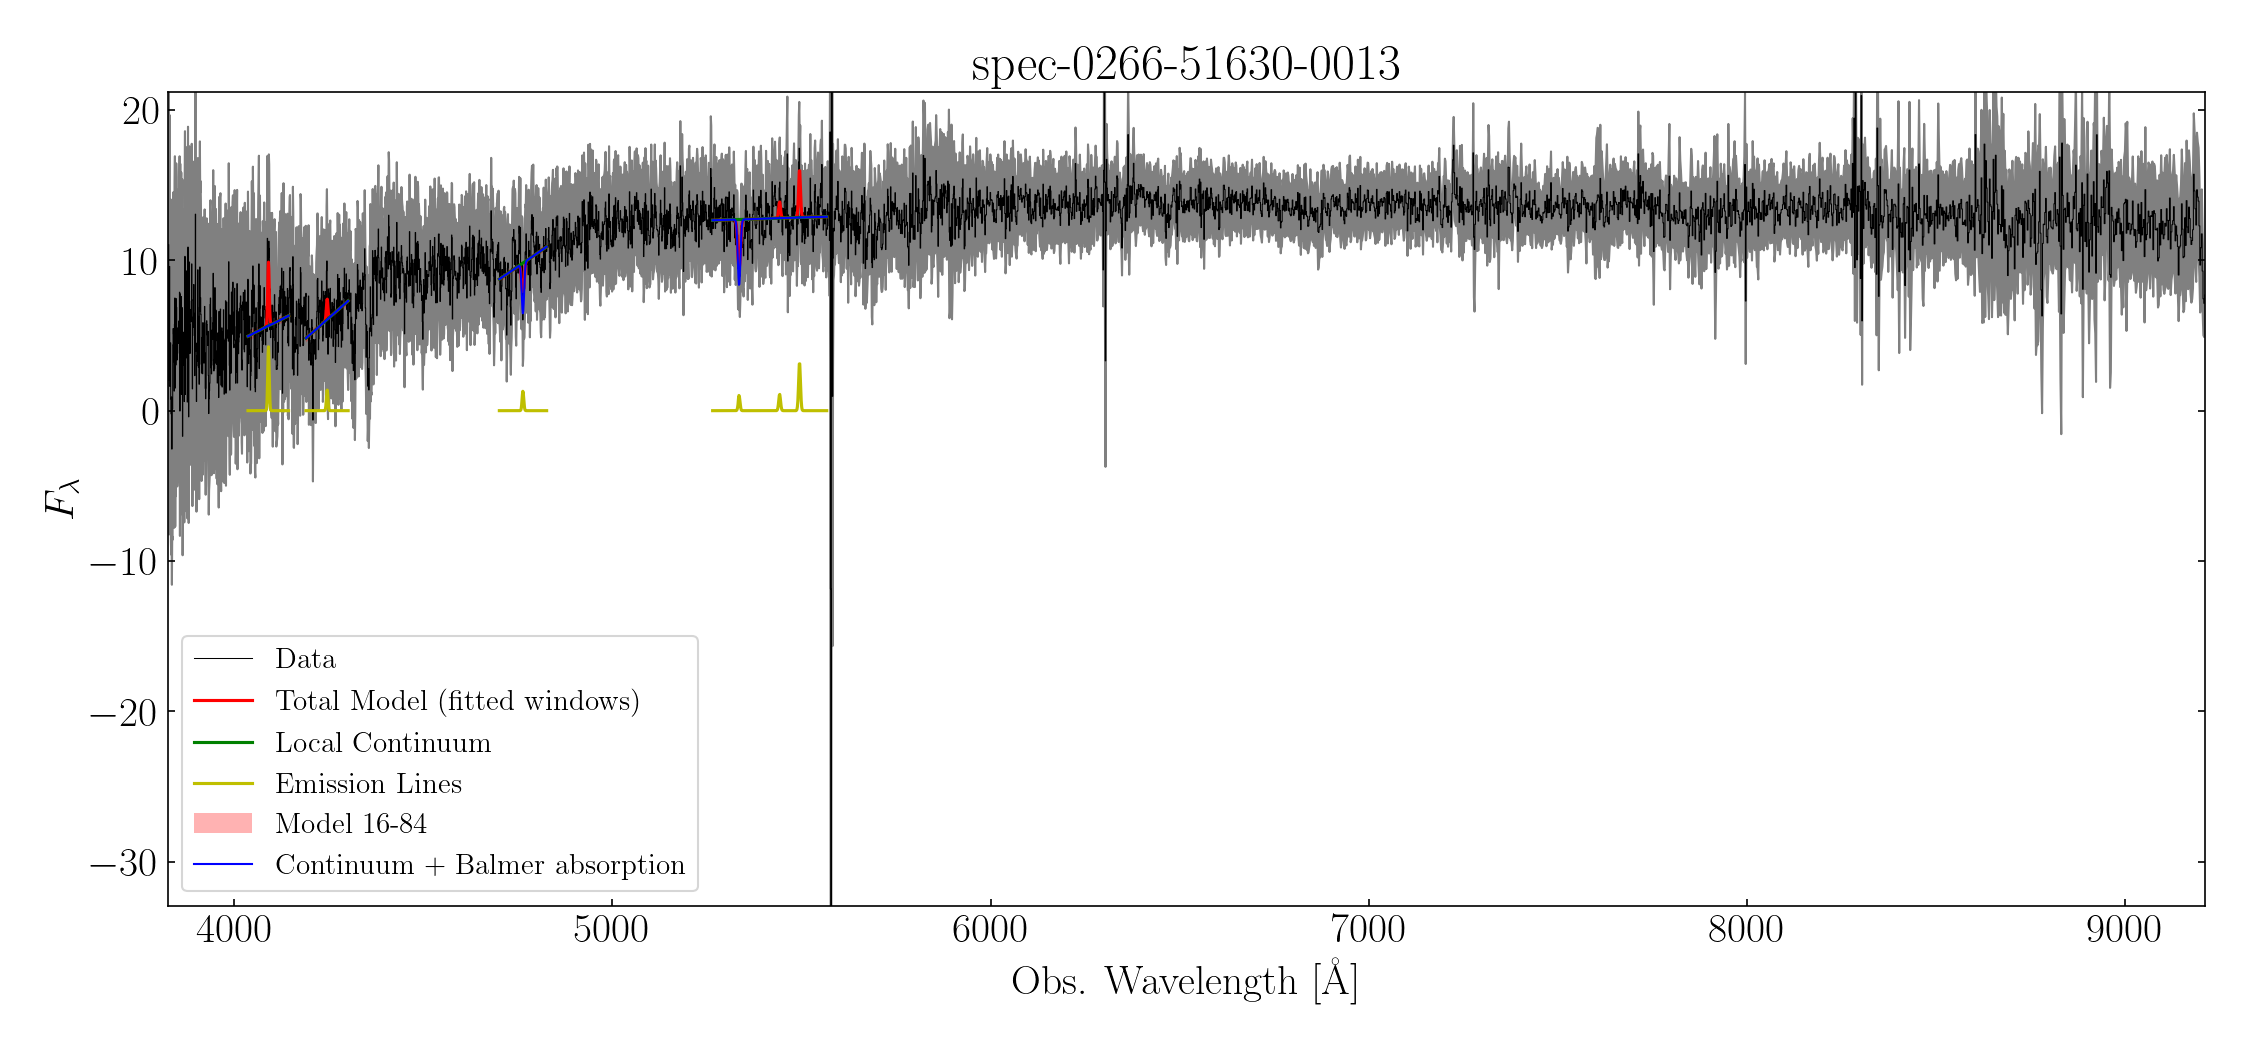 spec-0266-51630-0013
20
10
0
−10
−20
−30
F_λ
Data
Total Model (fitted windows)
Local Continuum
Emission Lines
Model 16-84
Continuum + Balmer absorption
4000 5000 6000 7000 8000 9000
Obs. Wavelength [Å]